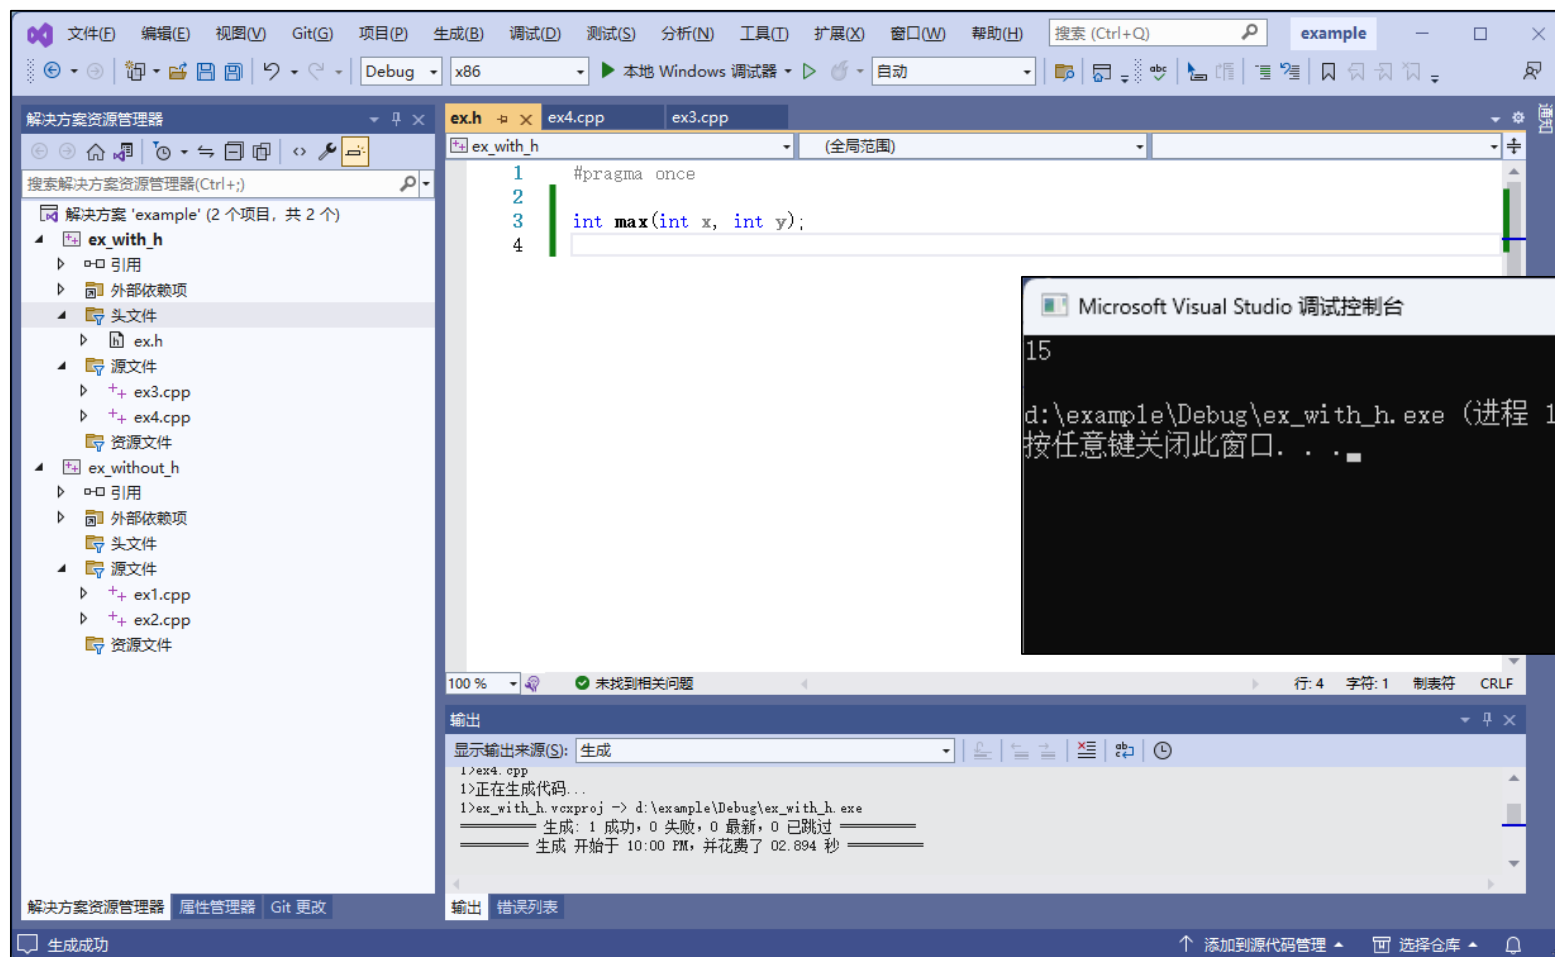 文件(F) 编辑(E) 视图(V) Git(G) 项目(P) 生成(B) 调试(D) 测试(S) 分析(N) 工具(T) 扩展(X) 窗口(W) 帮助(H) 搜索 (Ctrl+Q) example
Debug x86 本地 Windows 调试器 自动
解决方案资源管理器
搜索解决方案资源管理器(Ctrl+;)
解决方案 'example' (2 个项目, 共 2 个)
ex_with_h
引用
外部依赖项
头文件
ex.h
源文件
ex3.cpp
ex4.cpp
资源文件
ex_without_h
引用
外部依赖项
头文件
源文件
ex1.cpp
ex2.cpp
资源文件
解决方案资源管理器 属性管理器 Git 更改
ex.h ex4.cpp ex3.cpp
通知
ex_with_h (全局范围)
1 #pragma once
2
3 int max(int x, int y);
4
Microsoft Visual Studio 调试控制台
15
d:\example\Debug\ex_with_h.exe (进程 1
按任意键关闭此窗口. . .
100 % 未找到相关问题 行: 4 字符: 1 制表符 CRLF
输出
显示输出来源(S): 生成
1>ex4.cpp
1>正在生成代码...
1>ex_with_h.vcxproj -> d:\example\Debug\ex_with_h.exe
========== 生成: 1 成功，0 失败，0 最新，0 已跳过 ==========
========= 生成 开始于 10:00 PM，并花费了 02.894 秒 ==========
输出 错误列表
生成成功 添加到源代码管理 选择仓库